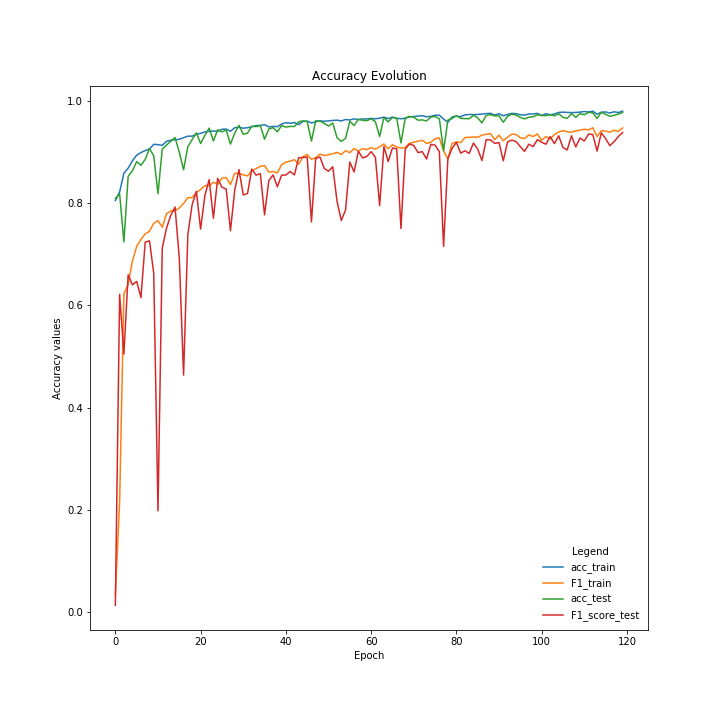 Accuracy Evolution
1.0
0.8
0.6
0.4
0.2
0.0
Accuracy values
0 20 40 60 80 100 120
Epoch
Legend
acc_train
F1_train
acc_test
F1_score_test